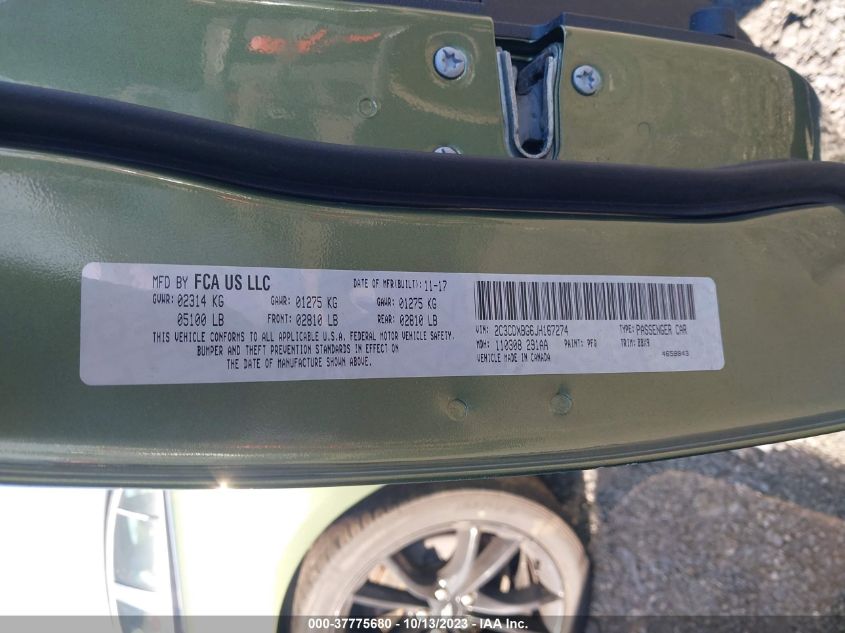 MFD BY FCA US LLC DATE OF MFR(BUILT): 11-17
GVWR: 02314 KG GAWR: 01275 KG GAWR: 01275 KG
05100 LB FRONT: 02810 LB REAR: 02810 LB
THIS VEHICLE CONFORMS TO ALL APPLICABLE U.S.A. FEDERAL MOTOR VEHICLE SAFETY,
BUMPER AND THEFT PREVENTION STANDARDS IN EFFECT ON
THE DATE OF MANUFACTURE SHOWN ABOVE.
VIN: 2C3CDXBG6JH167274 TYPE: PASSENGER CAR
MDH: 110308 291AA PAINT: PFQ TRIM:
VEHICLE MADE IN CANADA 4658843
000-37775680 - 10/13/2023 - IAA Inc.